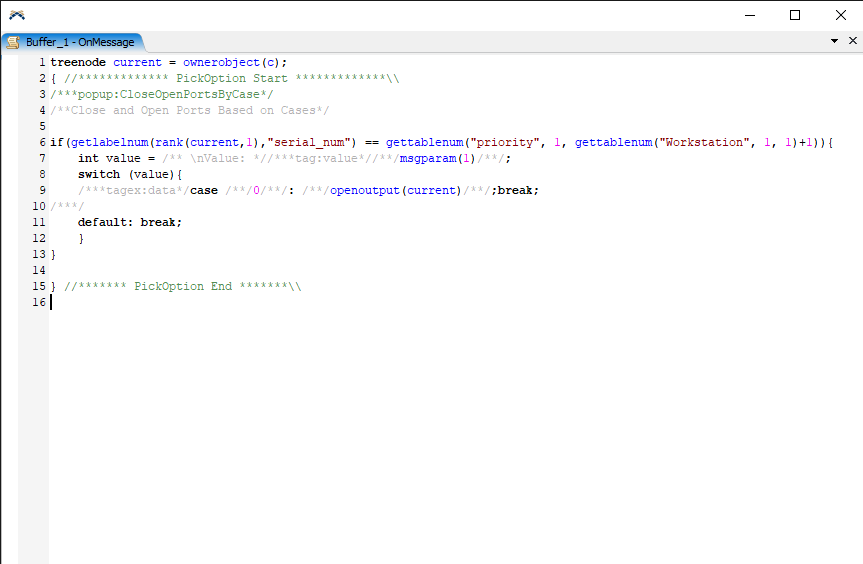 Buffer_1 - OnMessage
1 treenode current = ownerobject(c);
2 { //************* PickOption Start *************\\
3 /***popup:CloseOpenPortsByCase*/
4 /**Close and Open Ports Based on Cases*/
5
6 if(getlabelnum(rank(current,1),"serial_num") == gettablenum("priority", 1, gettablenum("Workstation", 1, 1)+1)){
7     int value = /** \nValue: *//***tag:value*//**/msgparam(1)/**/;
8     switch (value){
9     /***tagex:data*/case /**/0/**/: /**/openoutput(current)/**/;break;
10 /***/
11     default: break;
12     }
13 }
14
15 } //******* PickOption End *******\\
16